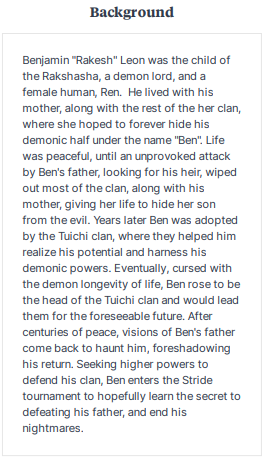 Background
Benjamin "Rakesh" Leon was the child of
the Rakshasha, a demon lord, and a
female human, Ren.  He lived with his
mother, along with the rest of the her clan,
where she hoped to forever hide his
demonic half under the name "Ben". Life
was peaceful, until an unprovoked attack
by Ben's father, looking for his heir, wiped
out most of the clan, along with his
mother, giving her life to hide her son
from the evil. Years later Ben was adopted
by the Tuichi clan, where they helped him
realize his potential and harness his
demonic powers. Eventually, cursed with
the demon longevity of life, Ben rose to be
the head of the Tuichi clan and would lead
them for the foreseeable future. After
centuries of peace, visions of Ben's father
come back to haunt him, foreshadowing
his return. Seeking higher powers to
defend his clan, Ben enters the Stride
tournament to hopefully learn the secret to
defeating his father, and end his
nightmares.